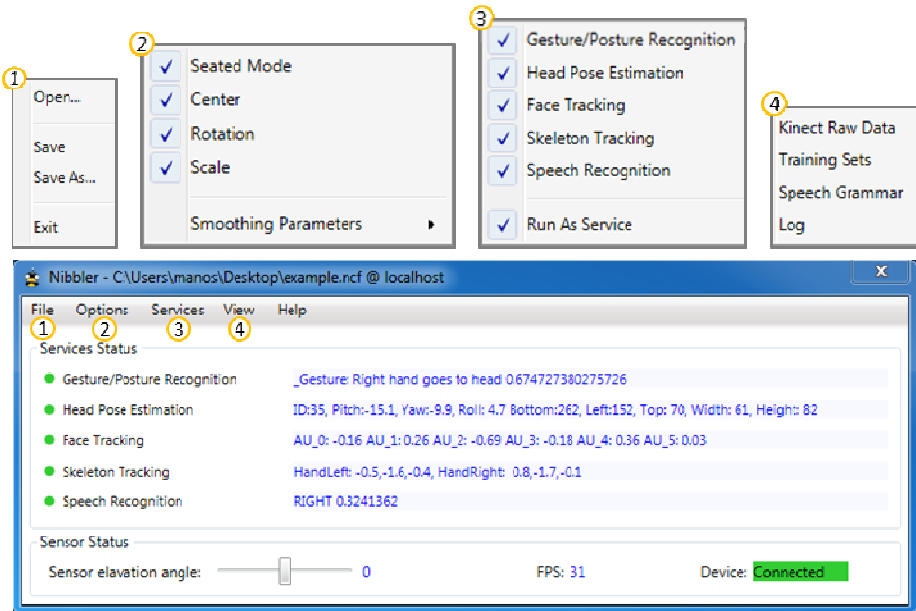 1
Open...
Save
Save As...
Exit
2
Seated Mode
Center
Rotation
Scale
Smoothing Parameters
3
Gesture/Posture Recognition
Head Pose Estimation
Face Tracking
Skeleton Tracking
Speech Recognition
Run As Service
4
Kinect Raw Data
Training Sets
Speech Grammar
Log
Nibbler - C:\Users\manos\Desktop\example.ncf @ localhost
X
File Options Services View Help
1 2 3 4
Services Status
Gesture/Posture Recognition _Gesture: Right hand goes to head 0.674727380275726
Head Pose Estimation ID:35, Pitch:-15.1, Yaw:-9.9, Roll: 4.7 Bottom:262, Left:152, Top: 70, Width: 61, Height: 82
Face Tracking AU_0: -0.16 AU_1: 0.26 AU_2: -0.69 AU_3: -0.18 AU_4: 0.36 AU_5: 0.03
Skeleton Tracking HandLeft: -0.5,-1.6,-0.4, HandRight: 0.8,-1.7,-0.1
Speech Recognition RIGHT 0.3241362
Sensor Status
Sensor elavation angle: 0 FPS: 31 Device: Connected